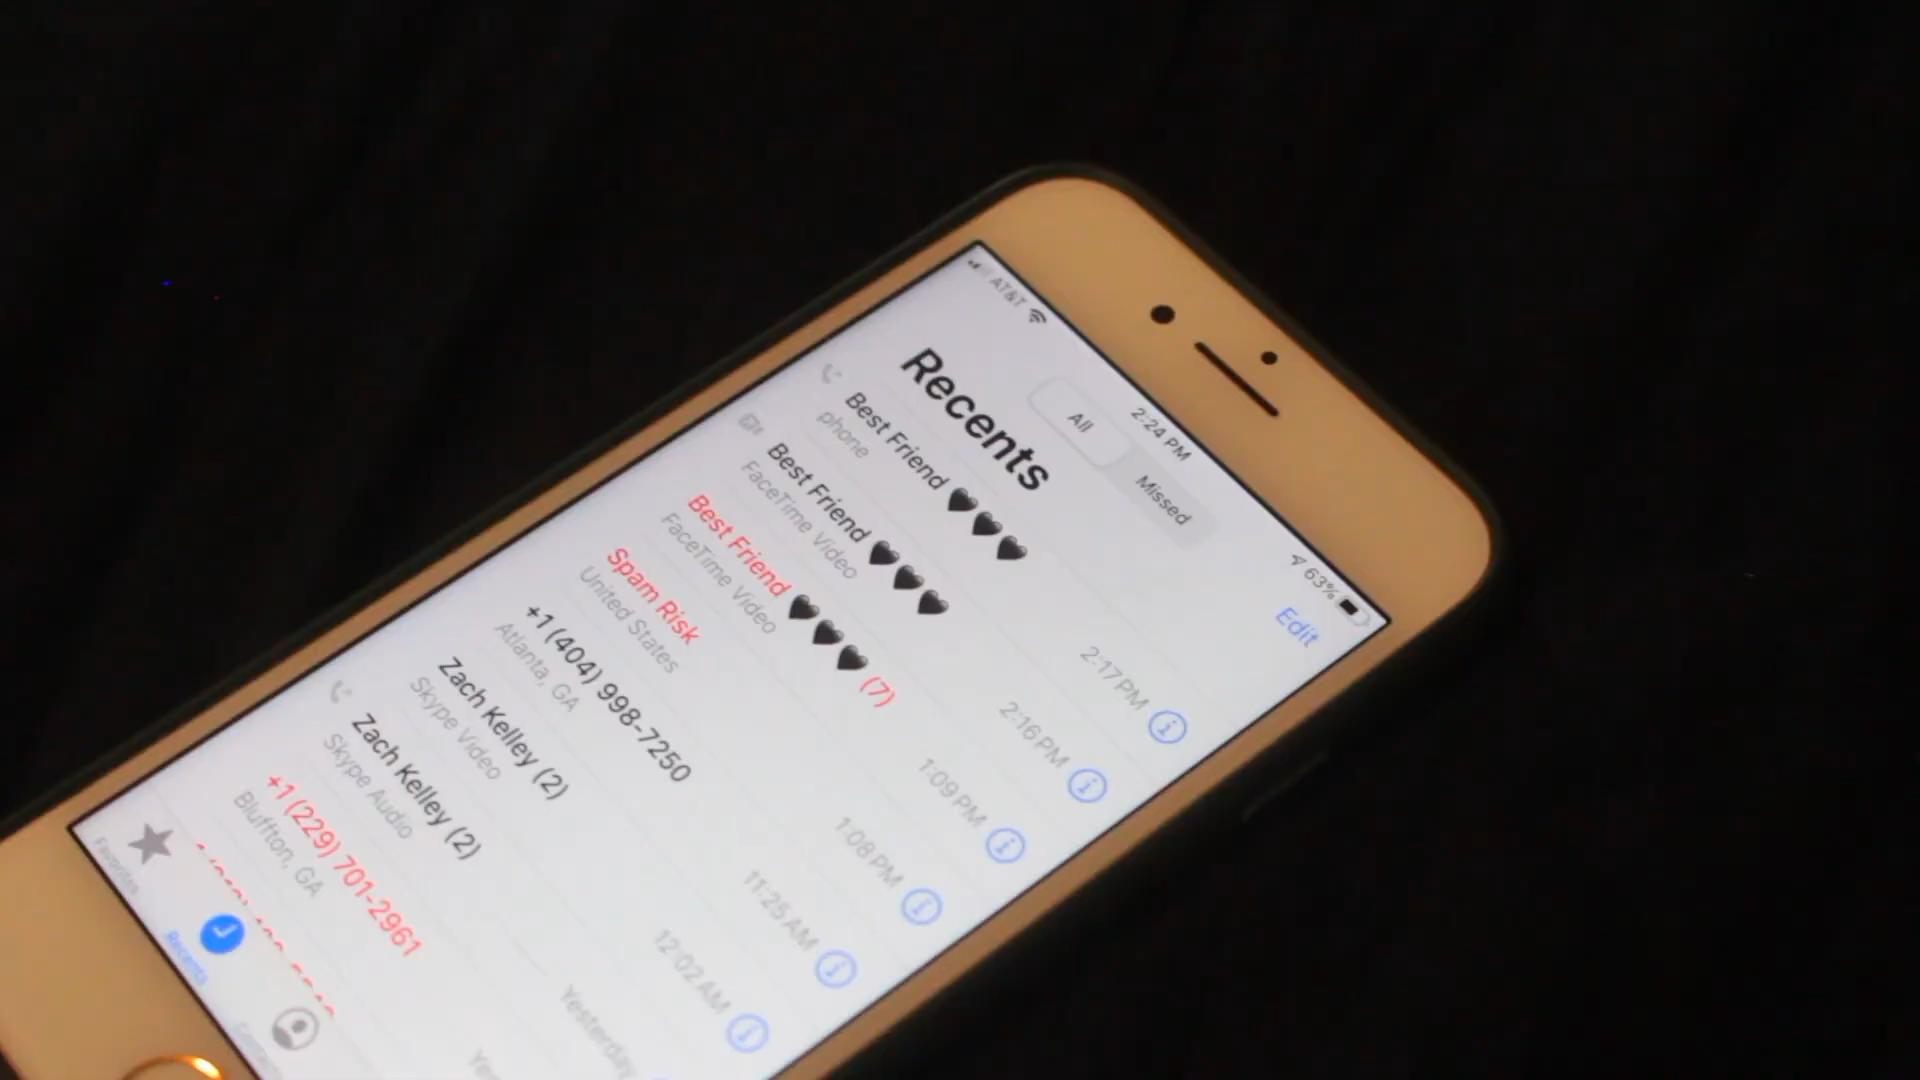 AT&T
2:24 PM
63%
All
Missed
Edit
Recents
Best Friend 🖤🖤🖤
phone
2:17 PM
Best Friend 🖤🖤🖤
FaceTime Video
2:16 PM
Best Friend 🖤🖤🖤 (7)
FaceTime Video
1:09 PM
Spam Risk
United States
1:08 PM
+1 (404) 998-7250
Atlanta, GA
11:25 AM
Zach Kelley (2)
Skype Video
12:02 AM
Zach Kelley (2)
Skype Audio
Yesterday
+1 (229) 701-2961
Bluffton, GA
Favorites
Recents